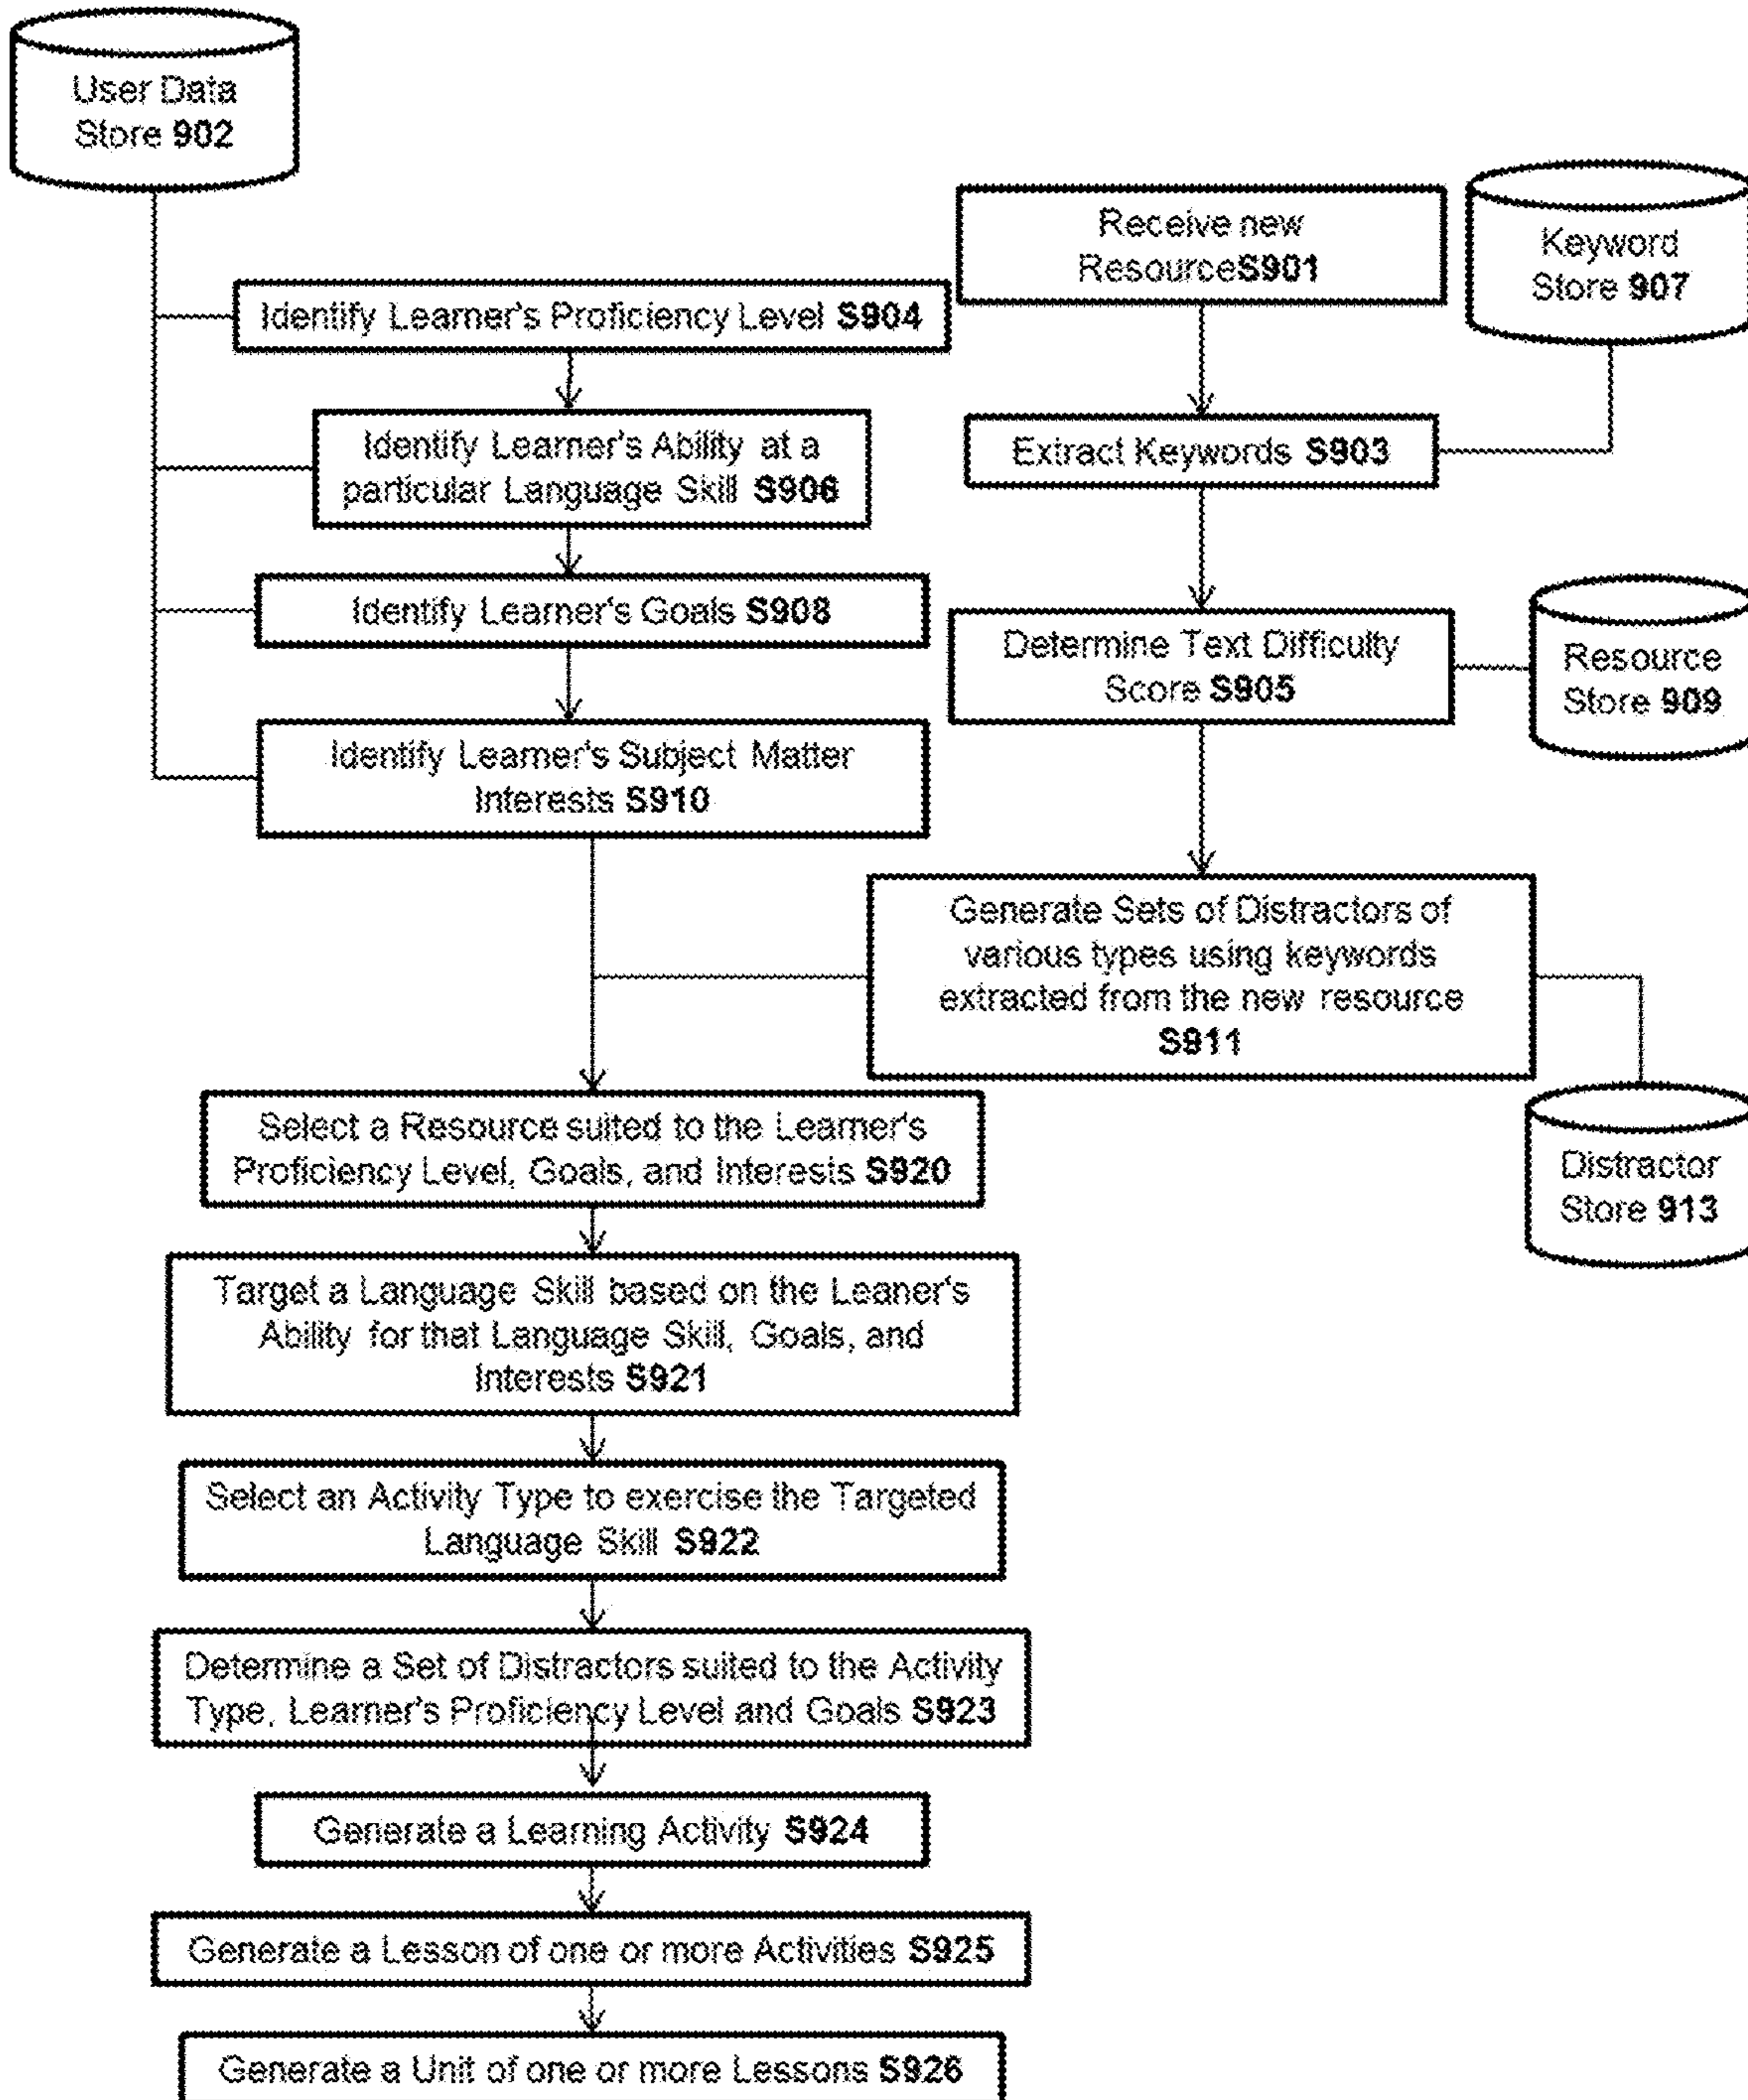 User Data
Store 902
Receive new
ResourceS901
Keyword
Store 907
Identify Learner's Proficiency Level S904
Identify Learner's Ability at a
particular Language Skill S906
Extract Keywords S903
Identify Learner's Goals S908
Determine Text Difficulty
Score S905
Resource
Store 909
Identify Learner's Subject Matter
Interests S910
Generate Sets of Distractors of
various types using keywords
extracted from the new resource
S911
Select a Resource suited to the Learner's
Proficiency Level, Goals, and Interests S920
Distractor
Store 913
Target a Language Skill based on the Leaner's
Ability for that Language Skill, Goals, and
Interests S921
Select an Activity Type to exercise the Targeted
Language Skill S922
Determine a Set of Distractors suited to the Activity
Type, Learner's Proficiency Level and Goals S923
Generate a Learning Activity S924
Generate a Lesson of one or more Activities S925
Generate a Unit of one or more Lessons S926